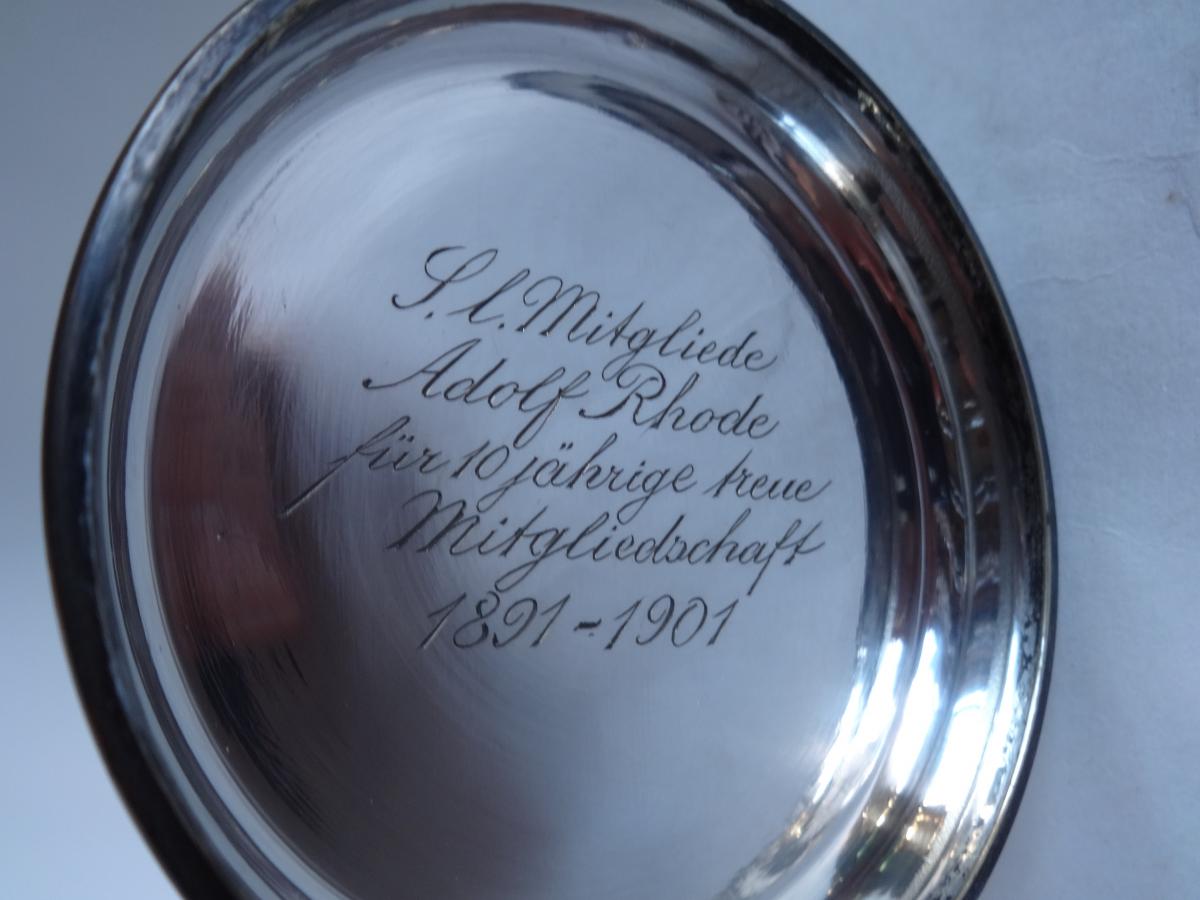 S. l. Mitgliede
Adolf Rhode
für 10 jährige treue
Mitgliedschaft
1891-1901